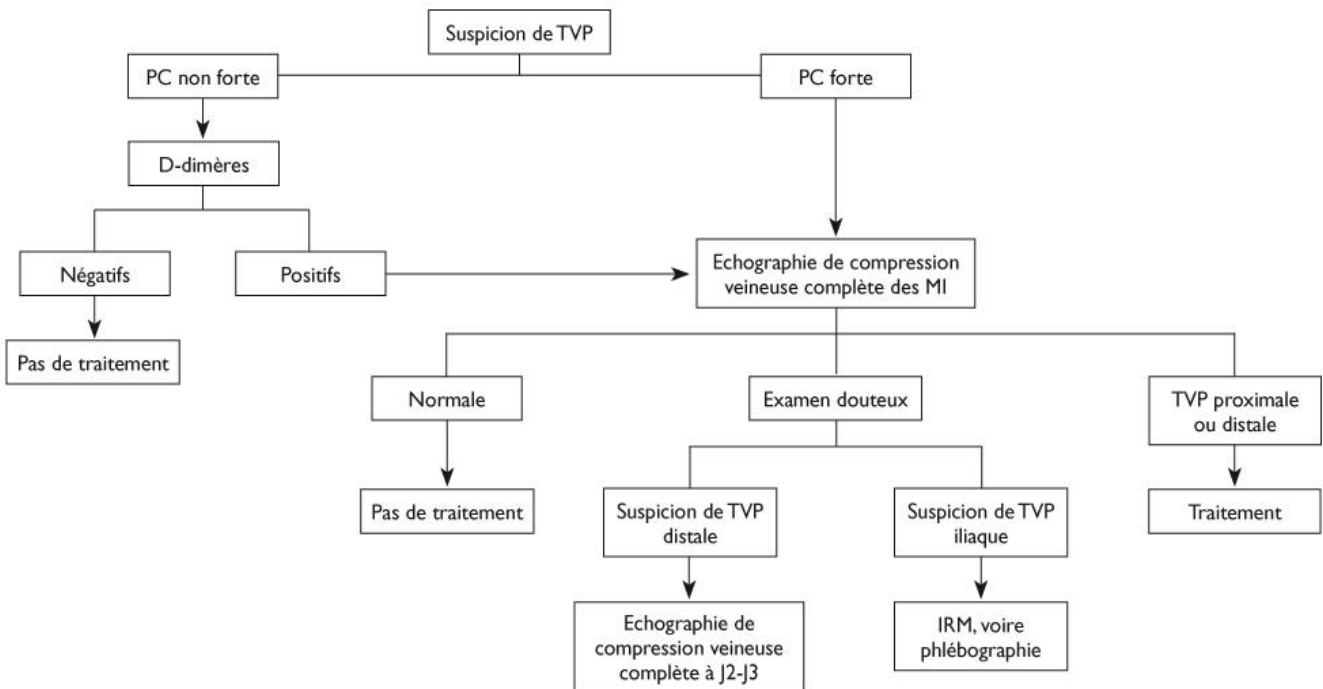 Suspicion de TVP
PC non forte
PC forte
D-dimères
Négatifs
Positifs
Echographie de compression
veineuse complète des MI
Pas de traitement
Normale
Examen douteux
TVP proximale
ou distale
Pas de traitement
Suspicion de TVP
distale
Suspicion de TVP
iliaque
Traitement
Echographie de
compression veineuse
complète à J2-J3
IRM, voire
phlébographie